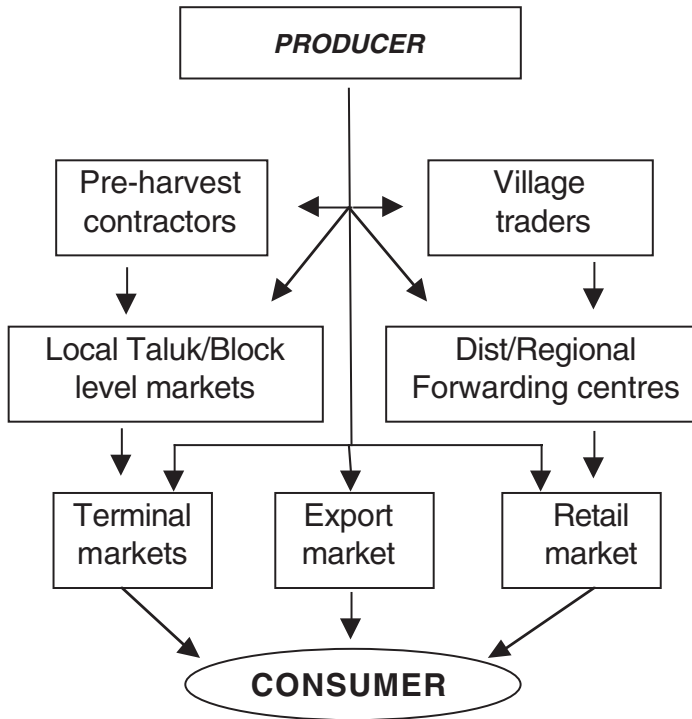 PRODUCER
Pre-harvest
contractors
Village
traders
Local Taluk/Block
level markets
Dist/Regional
Forwarding centres
Terminal
markets
Export
market
Retail
market
CONSUMER